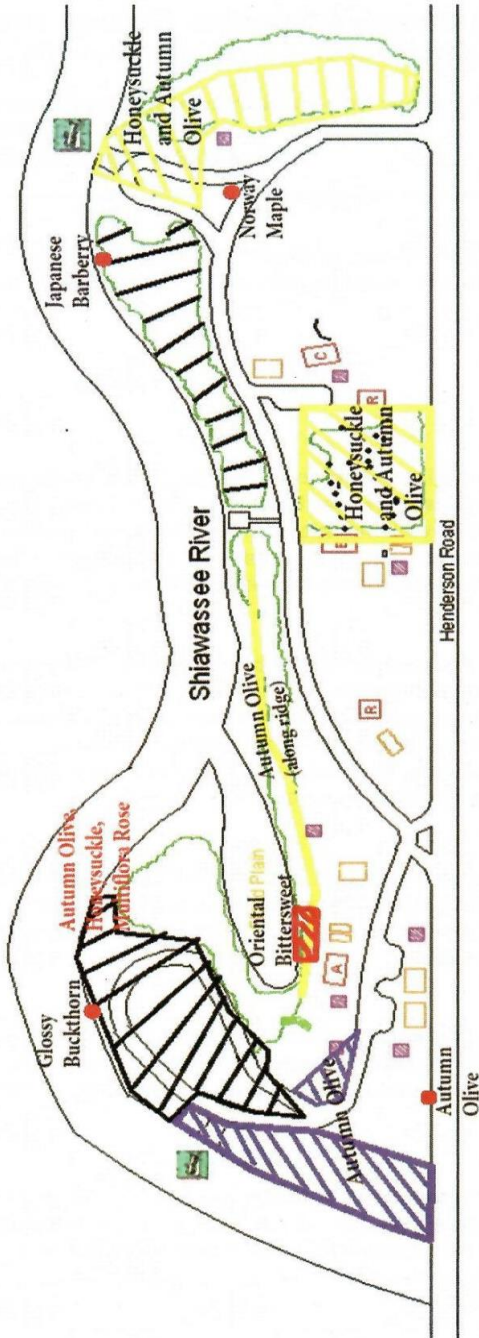 Autumn Olive,
Honeysuckle,
Multiflora Rose
Glossy
Buckthorn
Shiawassee River
Japanese
Barberry
Honeysuckle
and Autumn
Olive
Norway
Maple
Oriental
Bittersweet
d Plain
Autumn Olive
(along ridge)
Honeysuckle
and Autumn
Olive
Autumn Olive
Autumn
Olive
Henderson Road
A
R
B
R
C